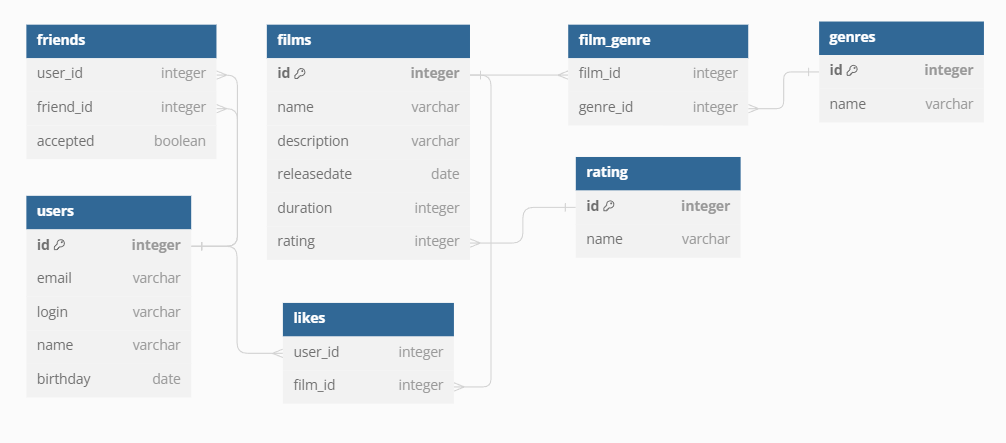 friends
user_id integer
friend_id integer
accepted boolean
users
id integer
email varchar
login varchar
name varchar
birthday date
films
id integer
name varchar
description varchar
releasedate date
duration integer
rating integer
likes
user_id integer
film_id integer
film_genre
film_id integer
genre_id integer
rating
id integer
name varchar
genres
id integer
name varchar